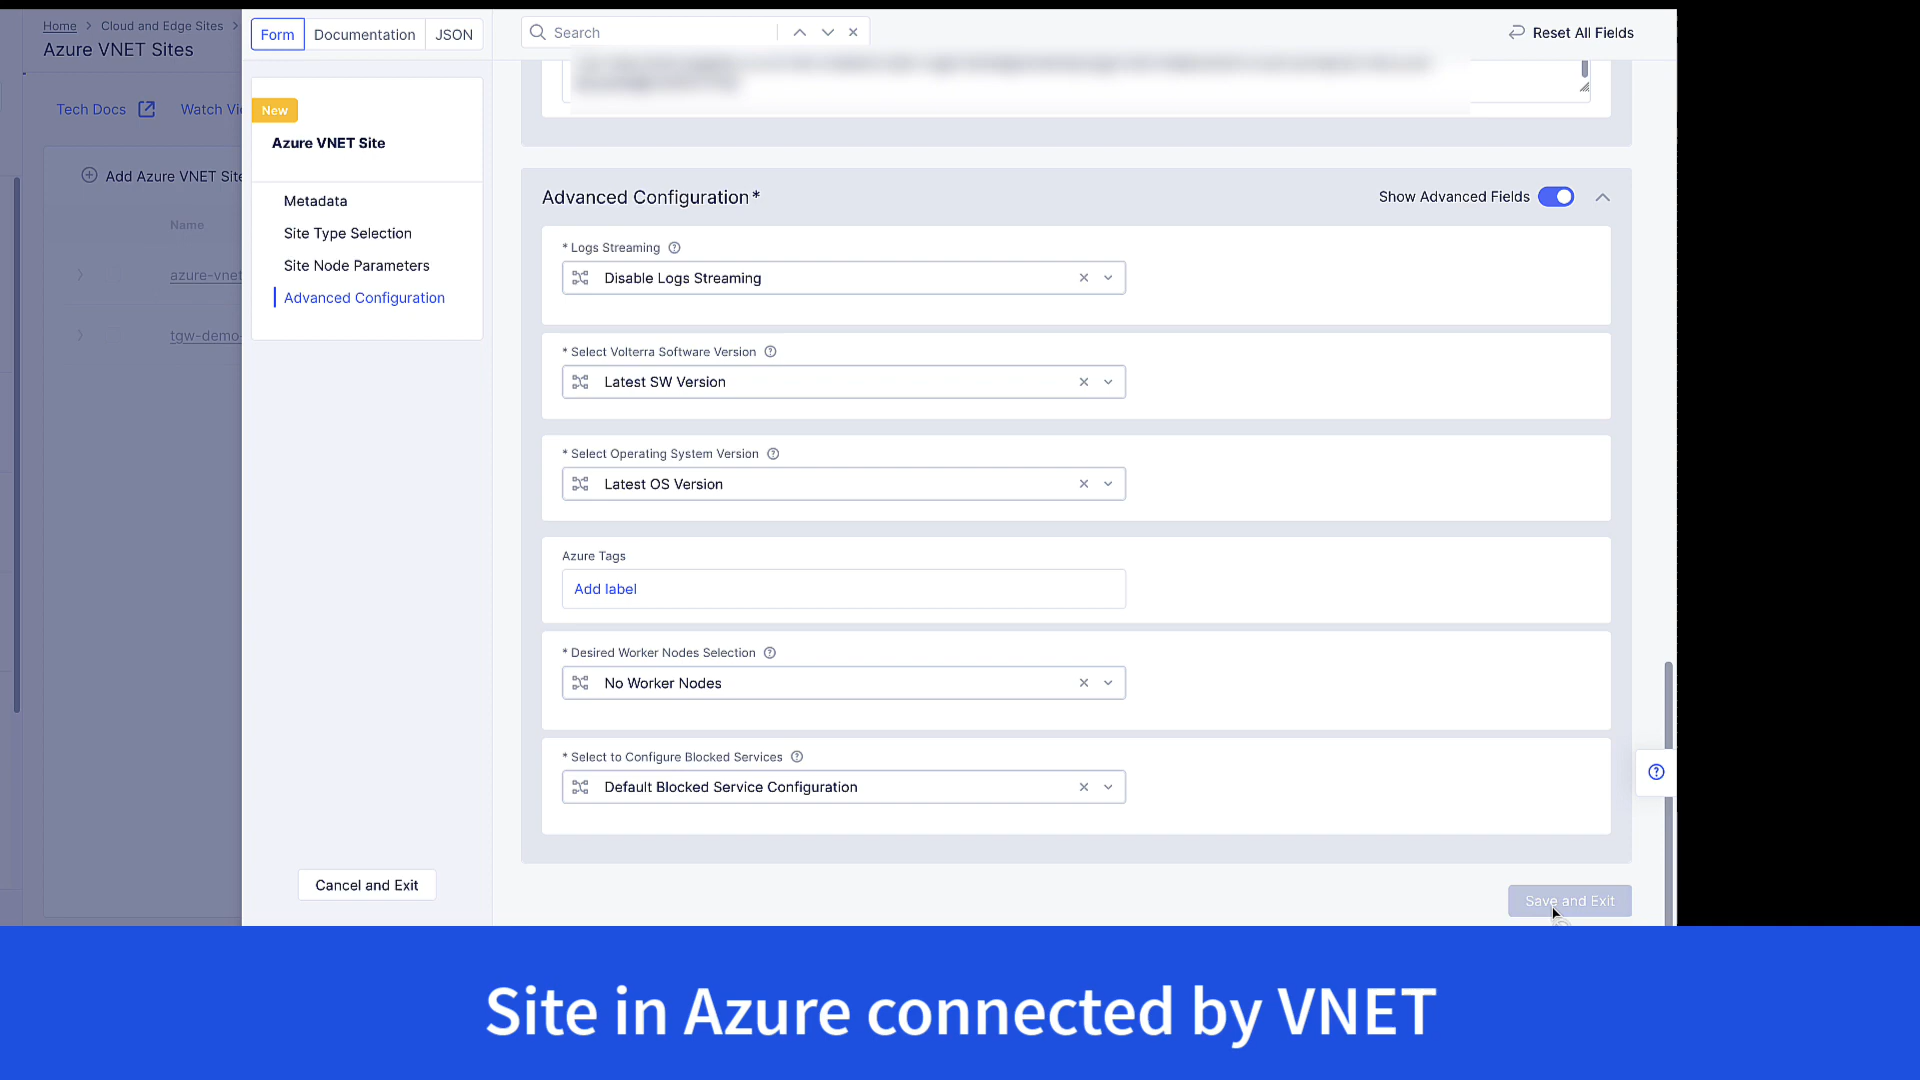 Home > Cloud and Edge Sites >
Azure VNET Sites
Tech Docs
Watch Vi
Add Azure VNET Site
Name
azure-vnet
tgw-demo-
Form
Documentation
JSON
New
Azure VNET Site
Metadata
Site Type Selection
Site Node Parameters
Advanced Configuration
Cancel and Exit
Search
Reset All Fields
Advanced Configuration*
Show Advanced Fields
* Logs Streaming
Disable Logs Streaming
* Select Volterra Software Version
Latest SW Version
* Select Operating System Version
Latest OS Version
Azure Tags
Add label
* Desired Worker Nodes Selection
No Worker Nodes
* Select to Configure Blocked Services
Default Blocked Service Configuration
Save and Exit
Site in Azure connected by VNET